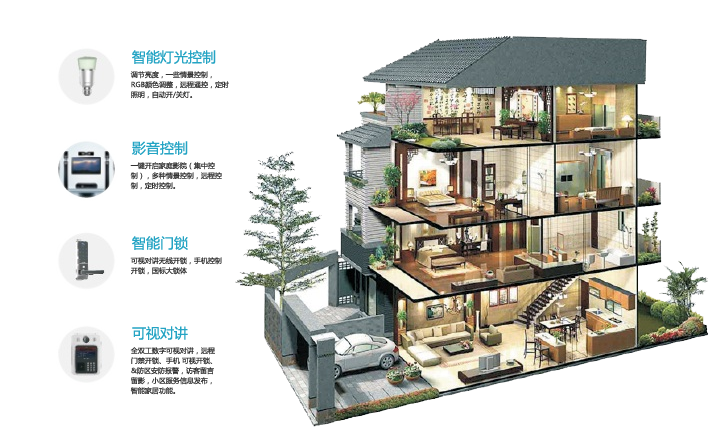 智能灯光控制
调节亮度，一些情景控制，
RGB颜色调整，远程遥控，定时
照明，自动开/关灯。
影音控制
一键开启家庭影院（集中控
制），多种情景控制，远程控
制，定时控制。
智能门锁
可视对讲无线开锁，手机控制
开锁，国标大锁体
可视对讲
全双工数字可视对讲，远程
门禁开锁、手机 可视开锁、
&防区安防报警，访客留言
留影，小区服务信息发布，
智能家居功能。